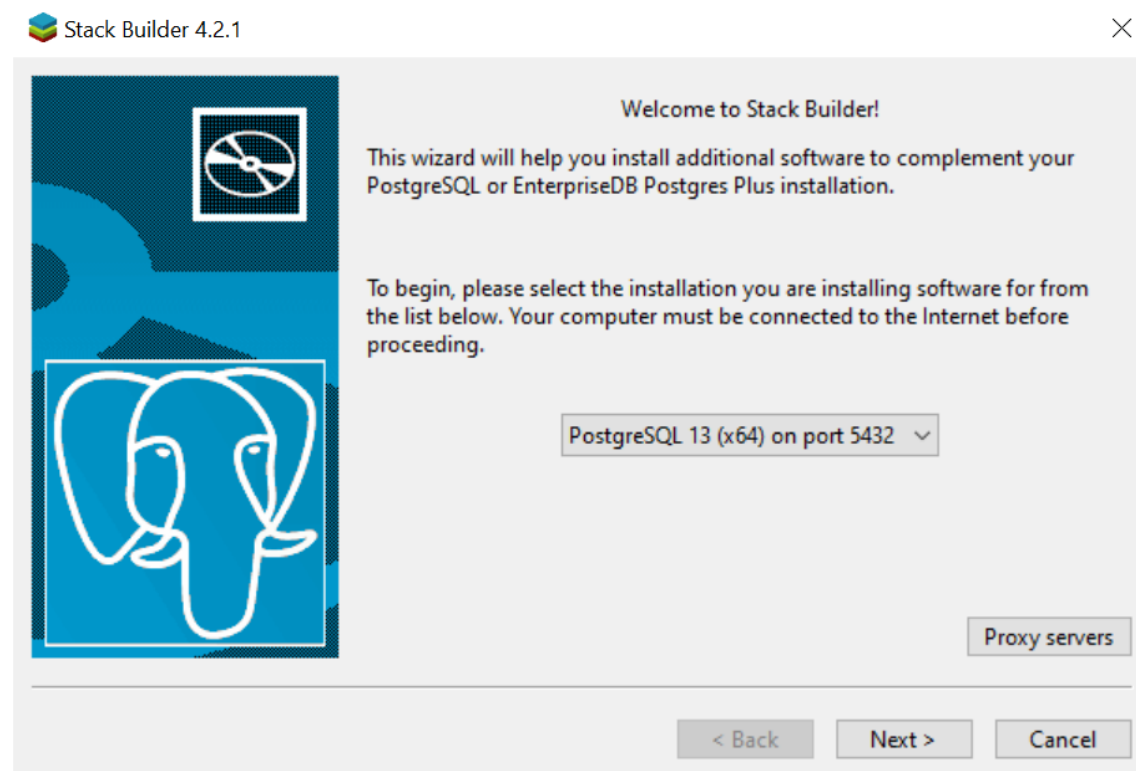 Stack Builder 4.2.1
Welcome to Stack Builder!
This wizard will help you install additional software to complement your
PostgreSQL or EnterpriseDB Postgres Plus installation.
To begin, please select the installation you are installing software for from
the list below. Your computer must be connected to the Internet before
proceeding.
PostgreSQL 13 (x64) on port 5432
Proxy servers
< Back
Next >
Cancel